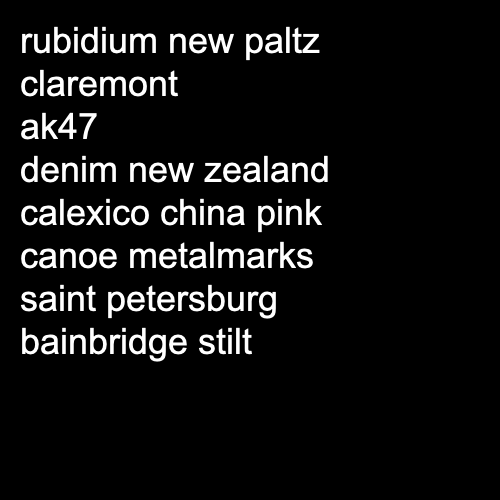 rubidium new paltz
claremont
ak47
denim new zealand
calexico china pink
canoe metalmarks
saint petersburg
bainbridge stilt